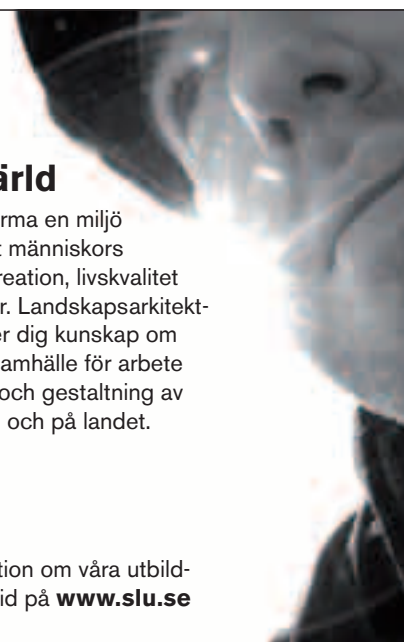 ärld
rma en miljö
t människors
reation, livskvalitet
r. Landskapsarkitekt-
er dig kunskap om
amhälle för arbete
och gestaltning av
och på landet.
tion om våra utbild-
id på www.slu.se